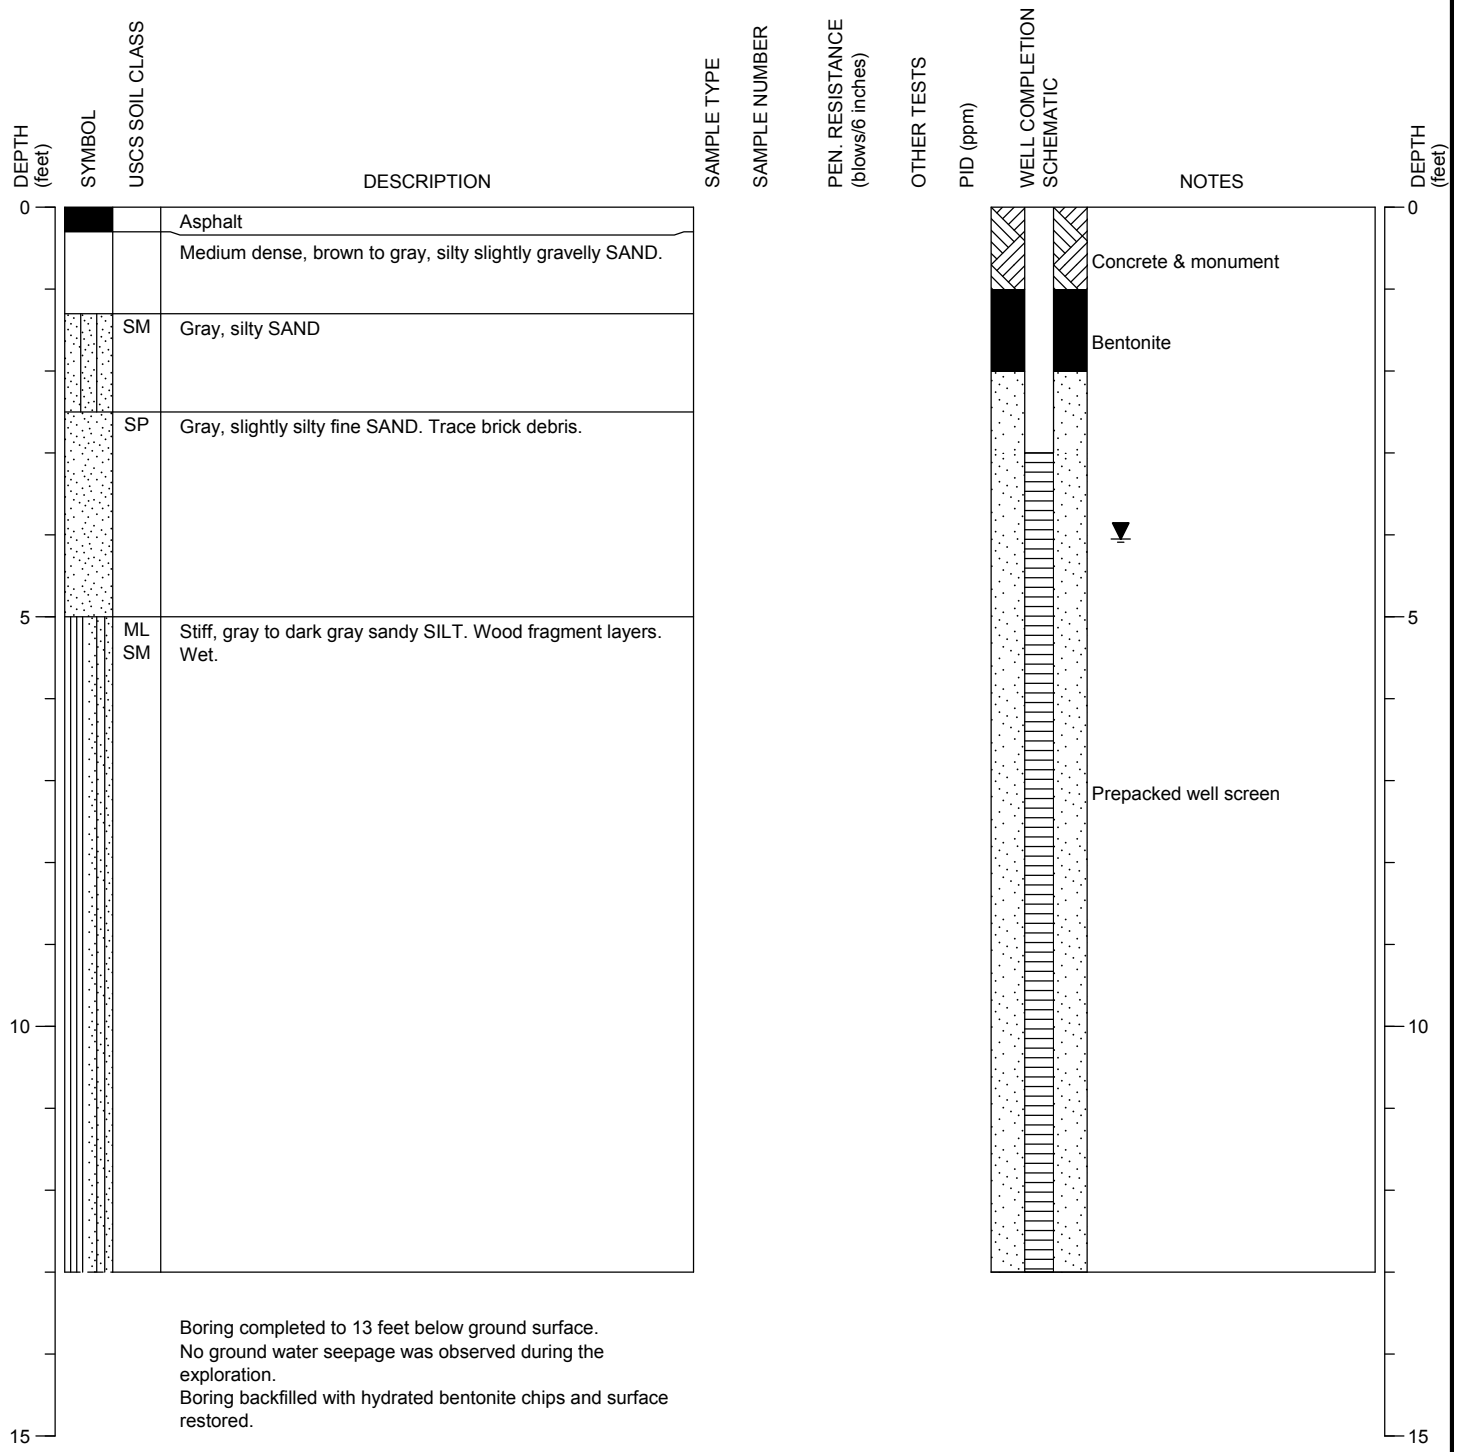 DEPTH
(feet)
SYMBOL
USCS SOIL CLASS
DESCRIPTION
SAMPLE TYPE
SAMPLE NUMBER
PEN. RESISTANCE
(blows/6 inches)
OTHER TESTS
PID (ppm)
WELL COMPLETION
SCHEMATIC
NOTES
DEPTH
(feet)
0
Asphalt
0
Medium dense, brown to gray, silty slightly gravelly SAND.
Concrete & monument
SM
Gray, silty SAND
Bentonite
SP
Gray, slightly silty fine SAND. Trace brick debris.
5
5
ML
SM
Stiff, gray to dark gray sandy SILT. Wood fragment layers.
Wet.
Prepacked well screen
10
10
Boring completed to 13 feet below ground surface.
No ground water seepage was observed during the
exploration.
Boring backfilled with hydrated bentonite chips and surface
restored.
15
15